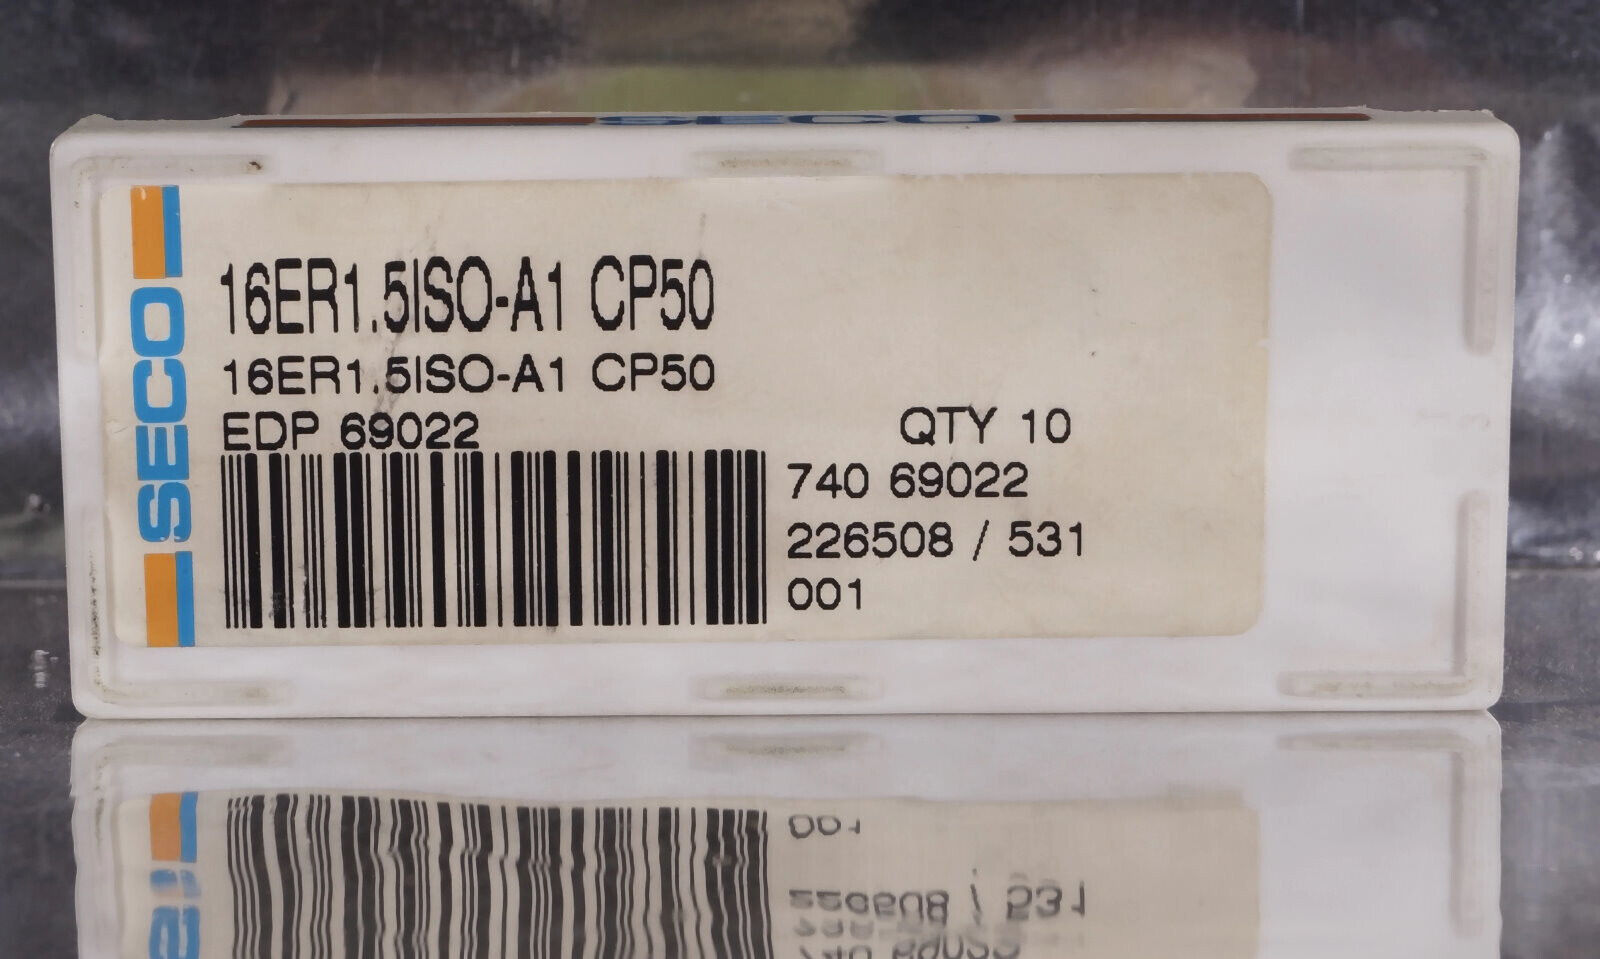 SECO
SECO
16ER1.5ISO-A1 CP50
16ER1.5ISO-A1 CP50
EDP 69022
QTY 10
740 69022
226508 / 531
001